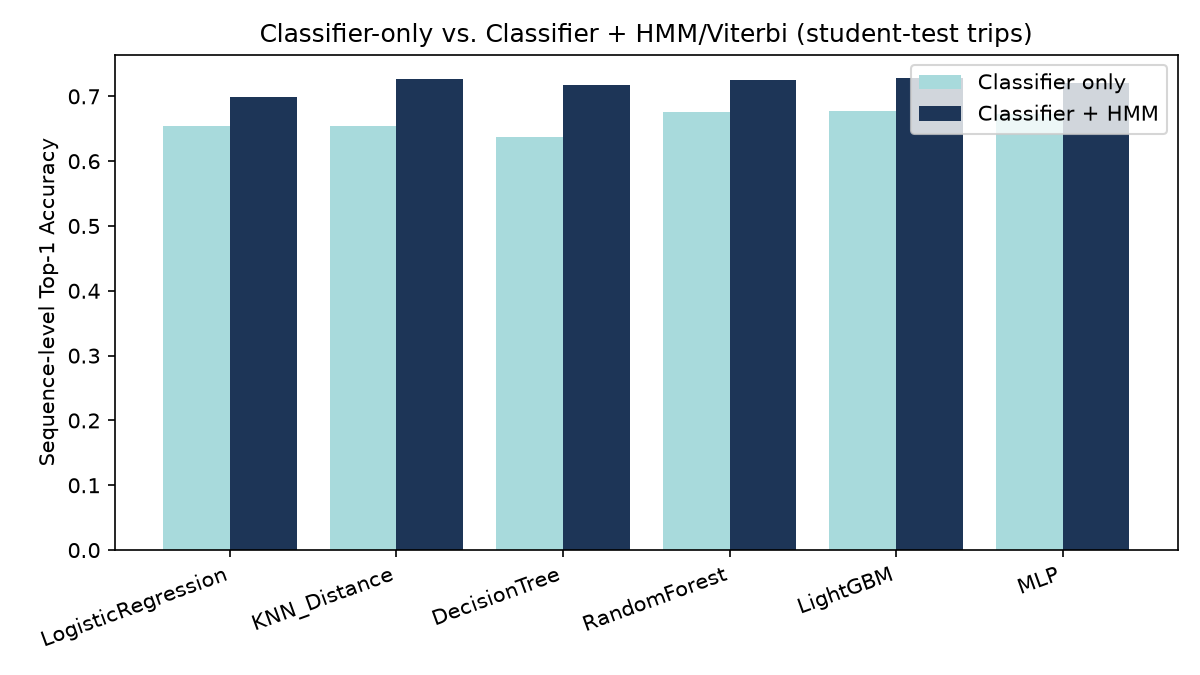 Classifier-only vs. Classifier + HMM/Viterbi (student-test trips)
Sequence-level Top-1 Accuracy
0.7
0.6
0.5
0.4
0.3
0.2
0.1
0.0
Classifier only
Classifier + HMM
LogisticRegression
KNN_Distance
DecisionTree
RandomForest
LightGBM
MLP